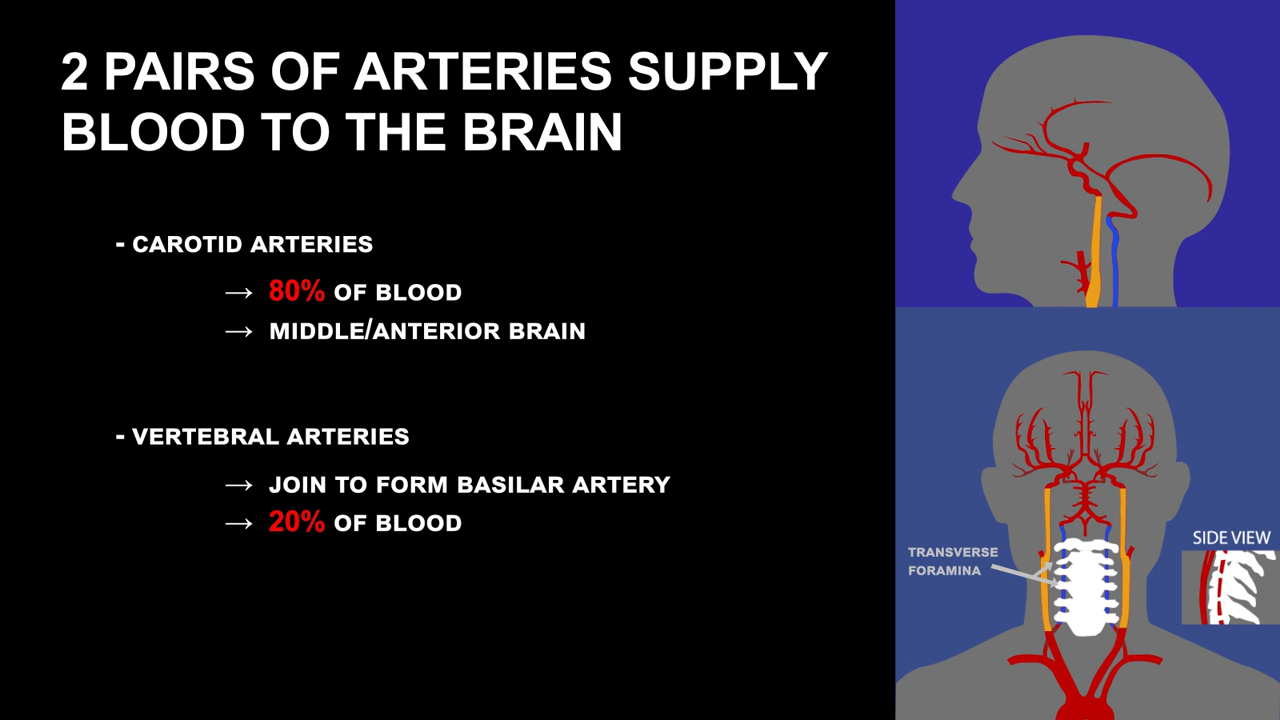 2 PAIRS OF ARTERIES SUPPLY
BLOOD TO THE BRAIN
- CAROTID ARTERIES
→ 80% OF BLOOD
→ MIDDLE/ANTERIOR BRAIN
- VERTEBRAL ARTERIES
→ JOIN TO FORM BASILAR ARTERY
→ 20% OF BLOOD
TRANSVERSE
FORAMINA
SIDE VIEW